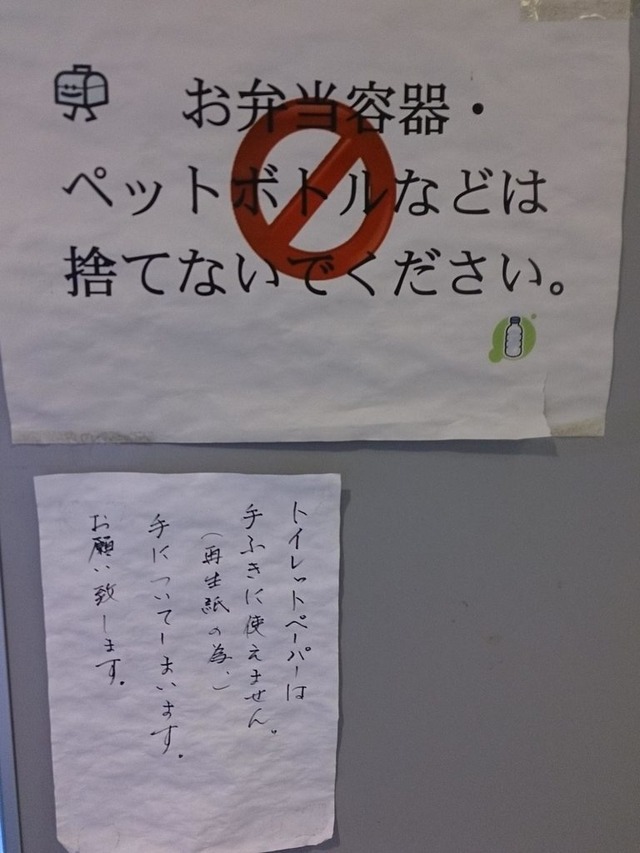 お弁当容器・
ペットボトルなどは
捨てないでください。
トイレットペーパーは
手ふきに使えません。
(再生紙の為、)
手についてしまいます。
お願い致します。